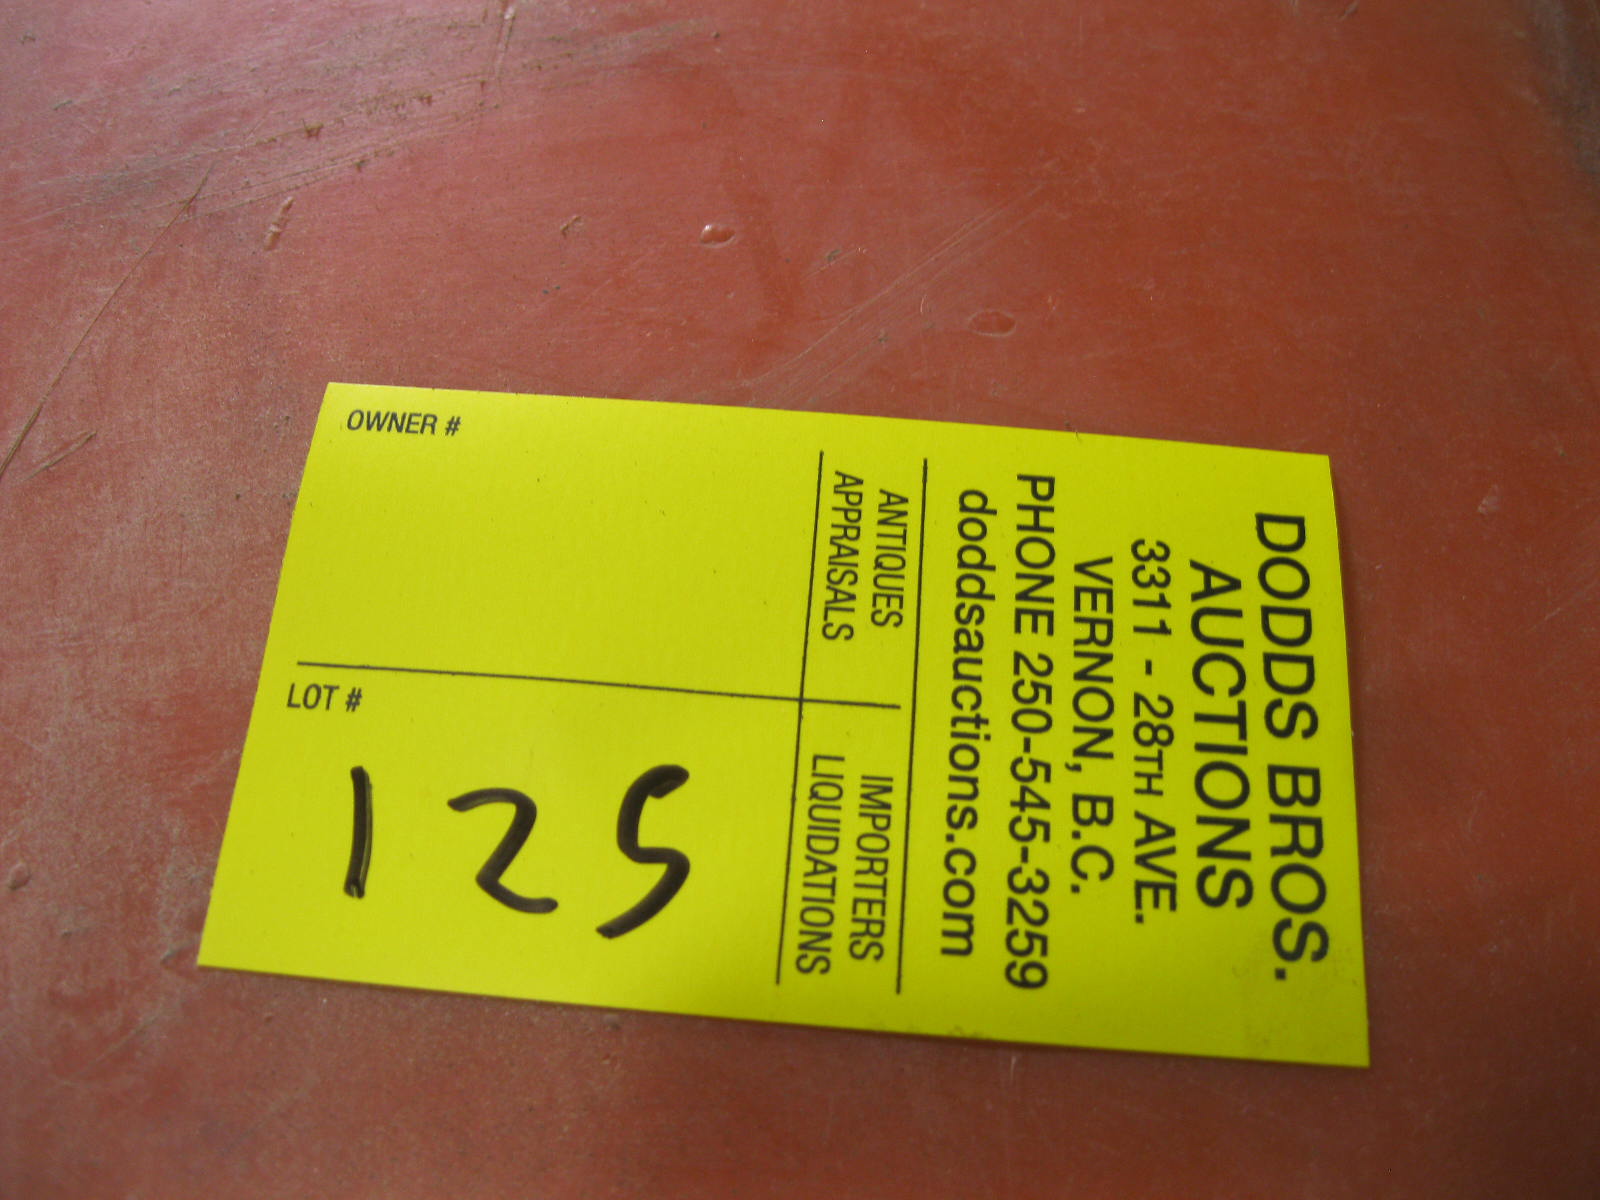 DODDS BROS.
AUCTIONS
3311 - 28TH AVE.
VERNON, B.C.
PHONE 250-545-3259
doddsauctions.com
ANTIQUES
APPRAISALS
IMPORTERS
LIQUIDATIONS
OWNER #
LOT #
125